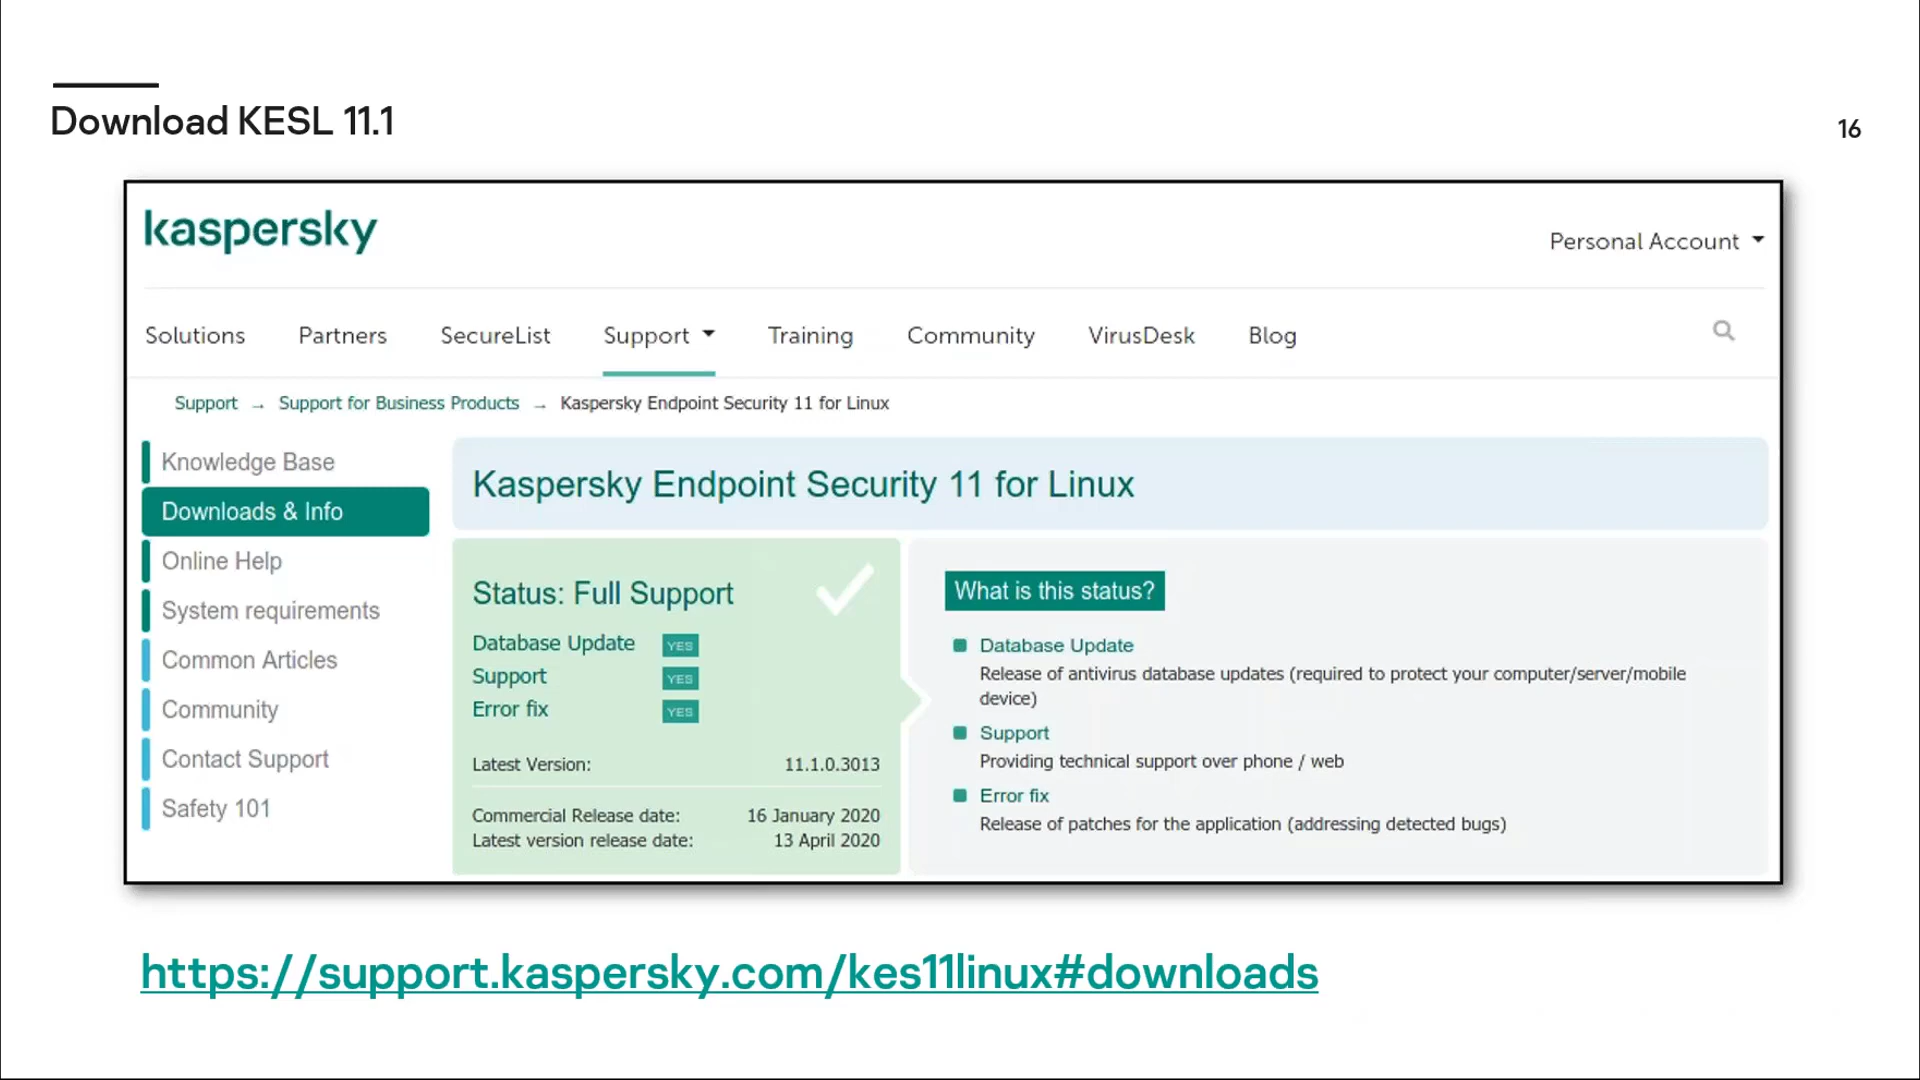 Download KESL 11.1
16
kaspersky
Personal Account
Solutions Partners SecureList Support Training Community VirusDesk Blog
Support → Support for Business Products → Kaspersky Endpoint Security 11 for Linux
Knowledge Base
Downloads & Info
Online Help
System requirements
Common Articles
Community
Contact Support
Safety 101
Kaspersky Endpoint Security 11 for Linux
Status: Full Support
Database Update YES
Support YES
Error fix YES
Latest Version: 11.1.0.3013
Commercial Release date: 16 January 2020
Latest version release date: 13 April 2020
What is this status?
Database Update
Release of antivirus database updates (required to protect your computer/server/mobile
device)
Support
Providing technical support over phone / web
Error fix
Release of patches for the application (addressing detected bugs)
https://support.kaspersky.com/kes11linux#downloads